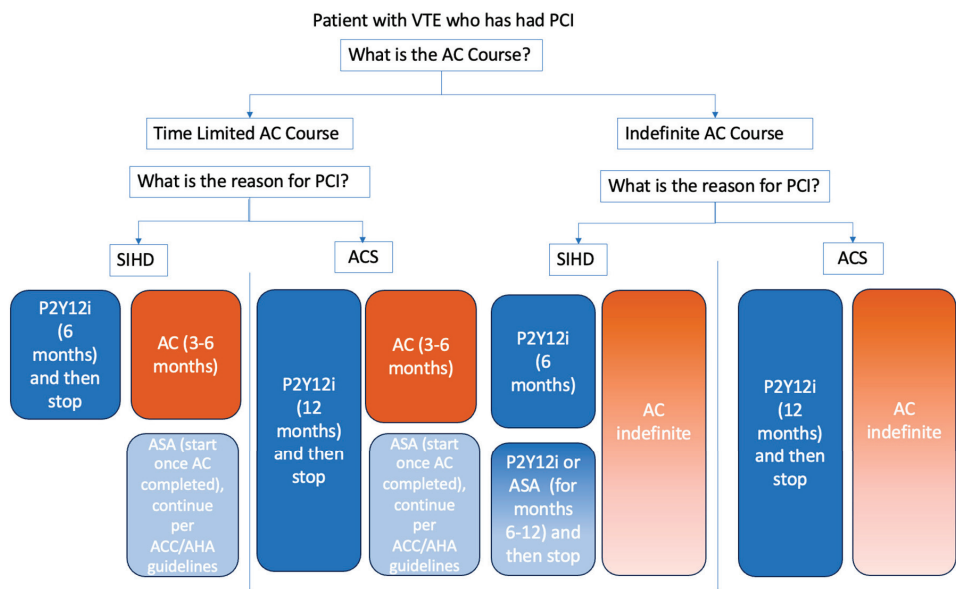 Patient with VTE who has had PCI
What is the AC Course?
Time Limited AC Course
Indefinite AC Course
What is the reason for PCI?
What is the reason for PCI?
SIHD
ACS
SIHD
ACS
P2Y12i
(6
months)
and then
stop
AC (3-6
months)
ASA (start
once AC
completed),
continue
per
ACC/AHA
guidelines
P2Y12i
(12
months)
and then
stop
AC (3-6
months)
ASA (start
once AC
completed),
continue
per
ACC/AHA
guidelines
P2Y12i
(6
months)
P2Y12i or
ASA (for
months
6-12) and
then stop
AC
indefinite
P2Y12i
(12
months)
and then
stop
AC
indefinite